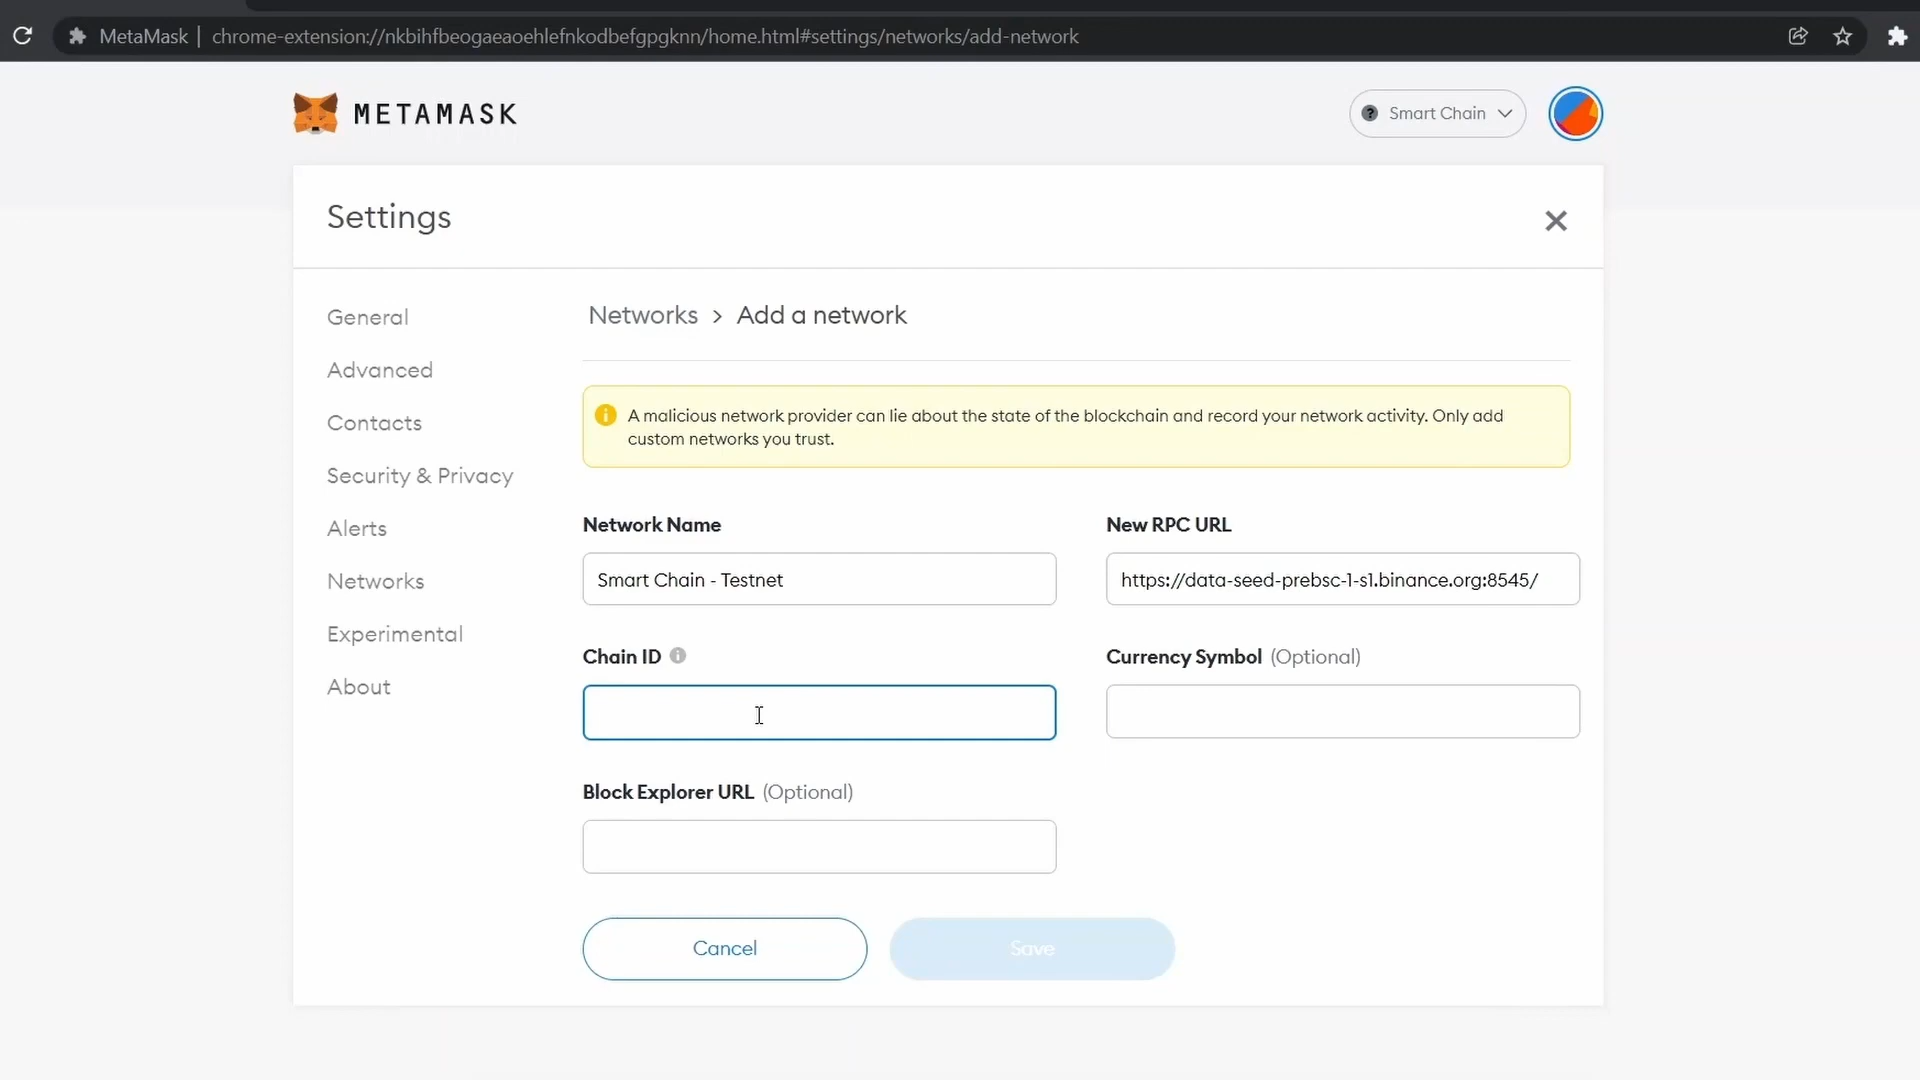 MetaMask | chrome-extension://nkbihfbeogaeaoehlefnkodbefgpgknn/home.html#settings/networks/add-network
METAMASK
? Smart Chain
Settings
General
Advanced
Contacts
Security & Privacy
Alerts
Networks
Experimental
About
Networks > Add a network
A malicious network provider can lie about the state of the blockchain and record your network activity. Only add
custom networks you trust.
Network Name
New RPC URL
Smart Chain - Testnet
https://data-seed-prebsc-1-s1.binance.org:8545/
Chain ID
Currency Symbol (Optional)
Block Explorer URL (Optional)
Cancel
Save